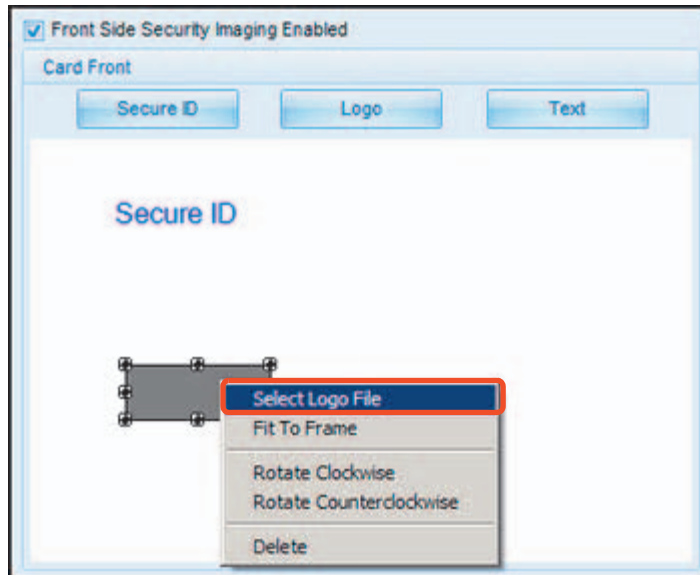 Front Side Security Imaging Enabled
Card Front
Secure ID Logo Text
Secure ID
Select Logo File
Fit To Frame
Rotate Clockwise
Rotate Counterclockwise
Delete